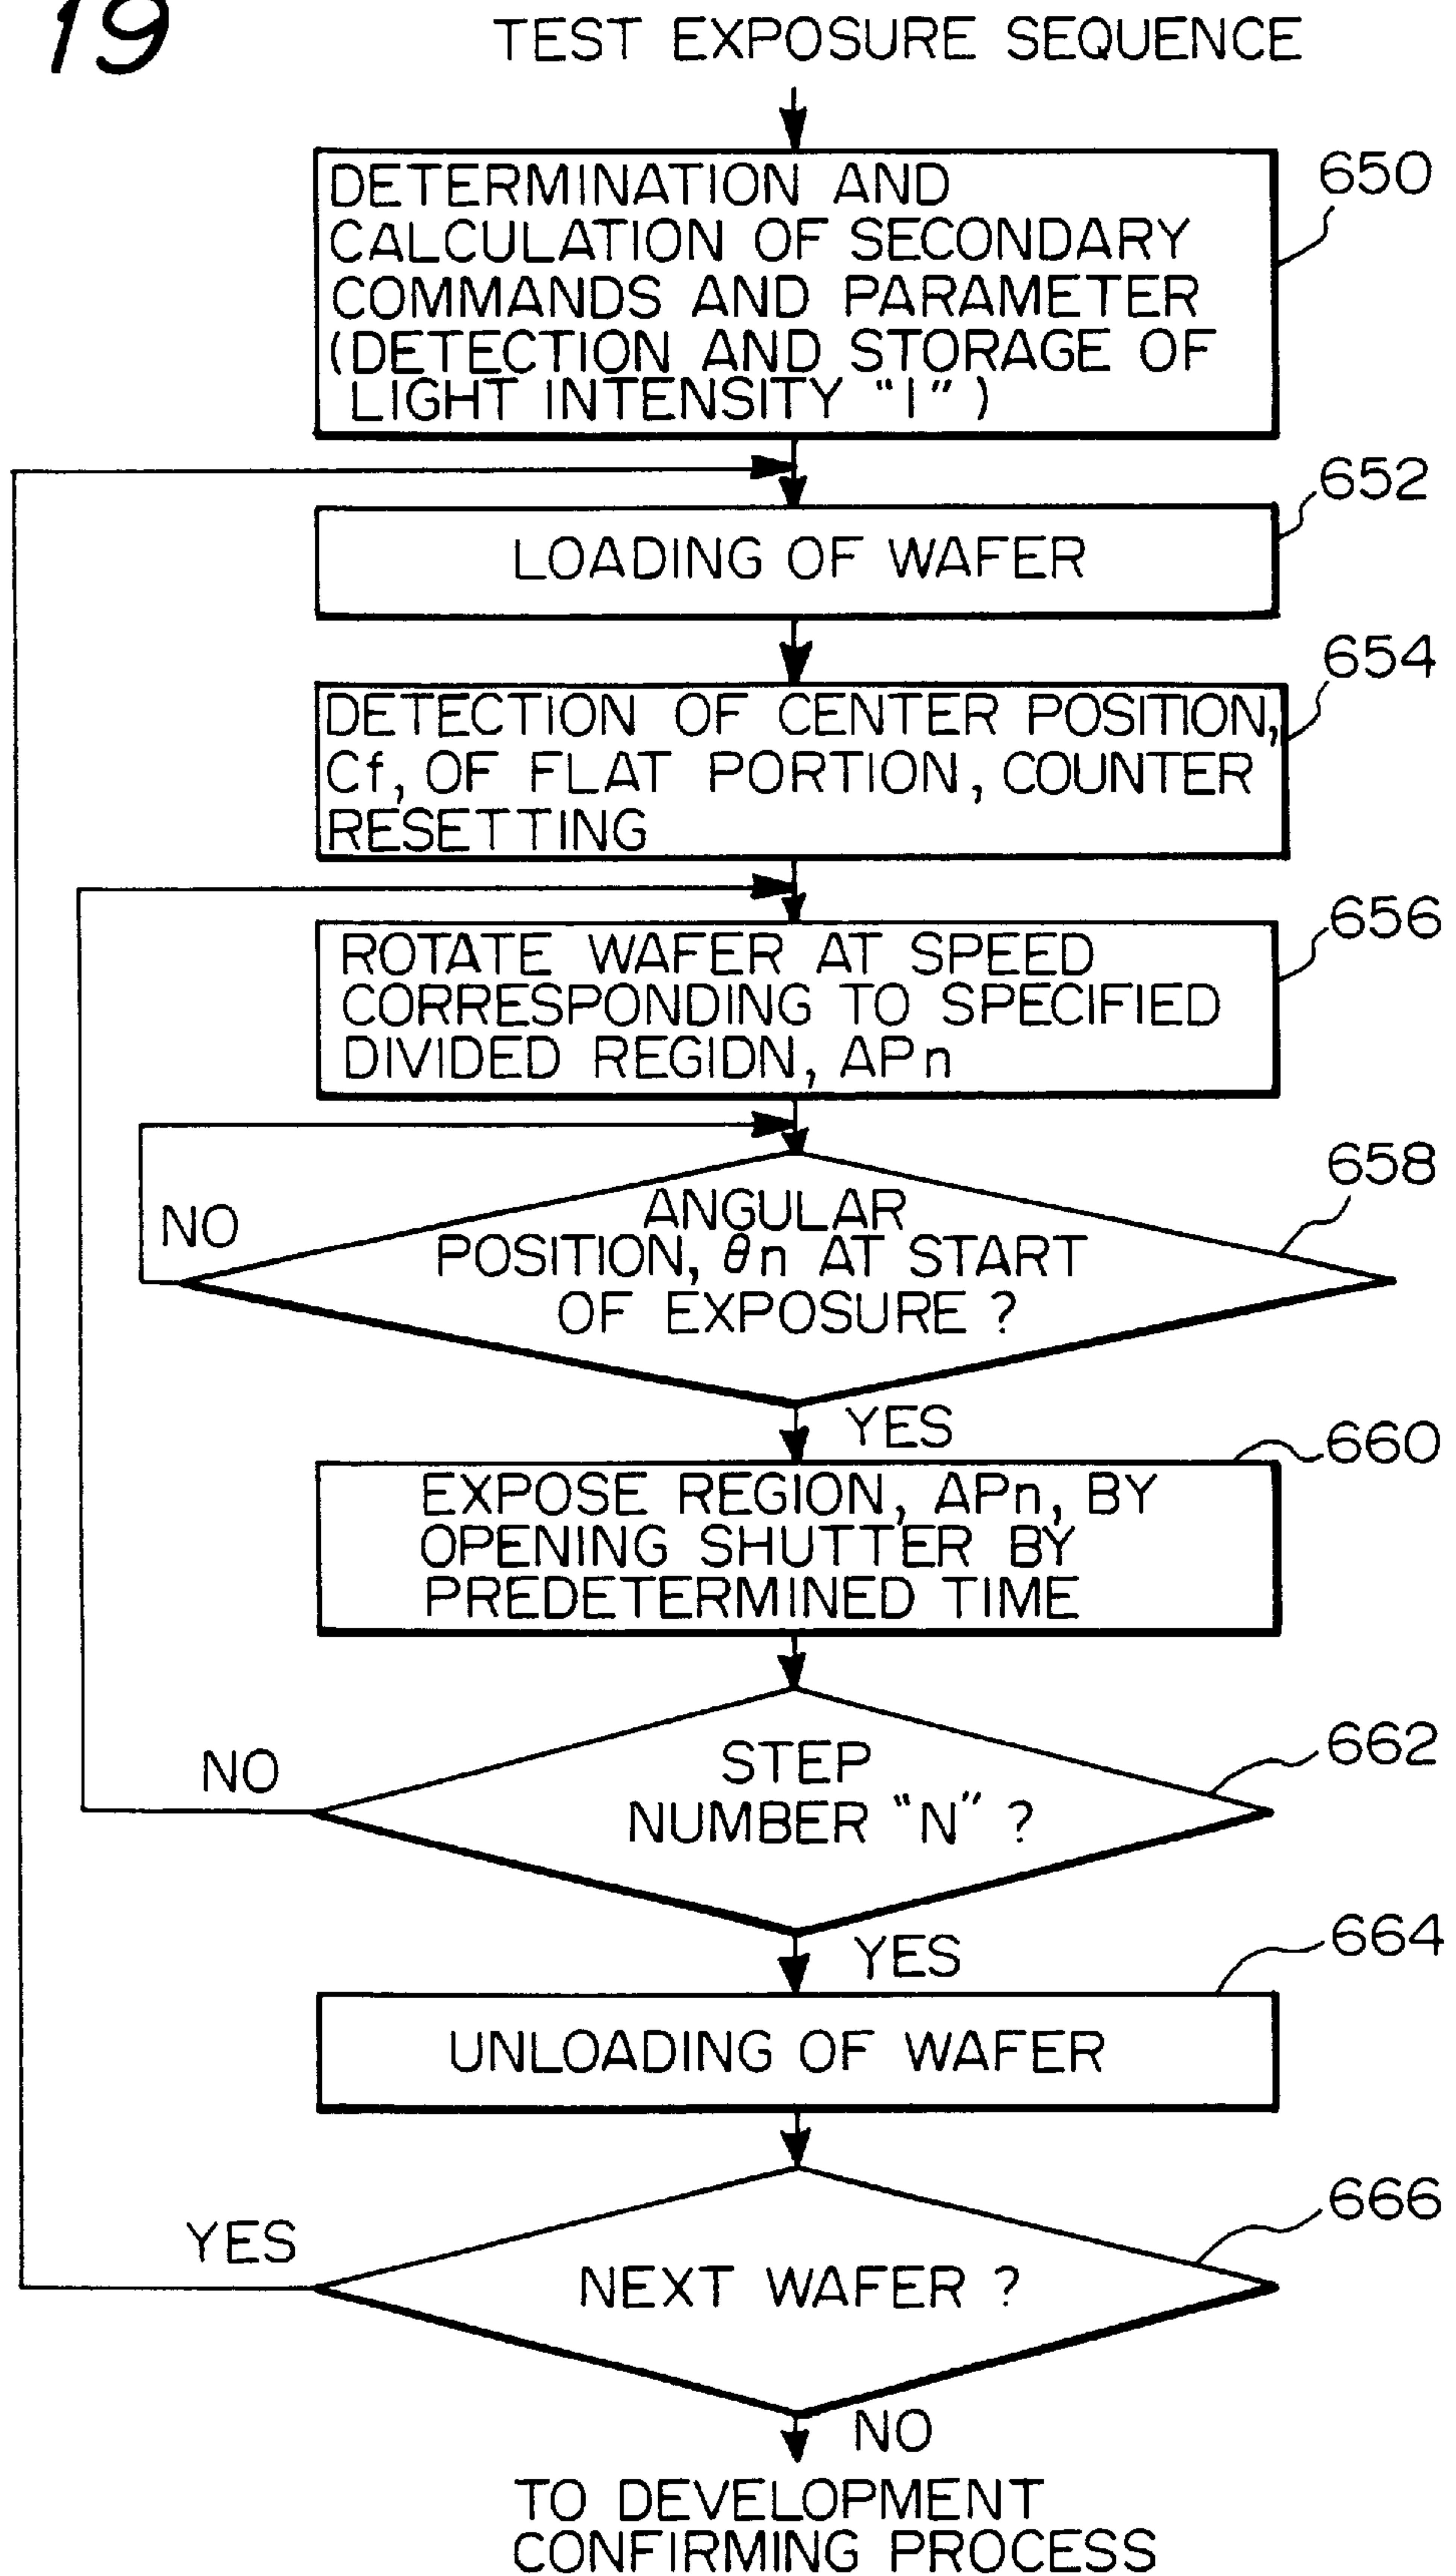 19
TEST EXPOSURE SEQUENCE
650
DETERMINATION AND
CALCULATION OF SECONDARY
COMMANDS AND PARAMETER
(DETECTION AND STORAGE OF
LIGHT INTENSITY "I")
652
LOADING OF WAFER
654
DETECTION OF CENTER POSITION,
Cf, OF FLAT PORTION, COUNTER
RESETTING
656
ROTATE WAFER AT SPEED
CORRESPONDING TO SPECIFIED
DIVIDED REGIDN, APn
658
NO
ANGULAR
POSITION, θn AT START
OF EXPOSURE ?
YES
660
EXPOSE REGION, APn, BY
OPENING SHUTTER BY
PREDETERMINED TIME
662
NO
STEP
NUMBER "N" ?
YES
664
UNLOADING OF WAFER
666
YES
NEXT WAFER ?
NO
TO DEVELOPMENT
CONFIRMING PROCESS